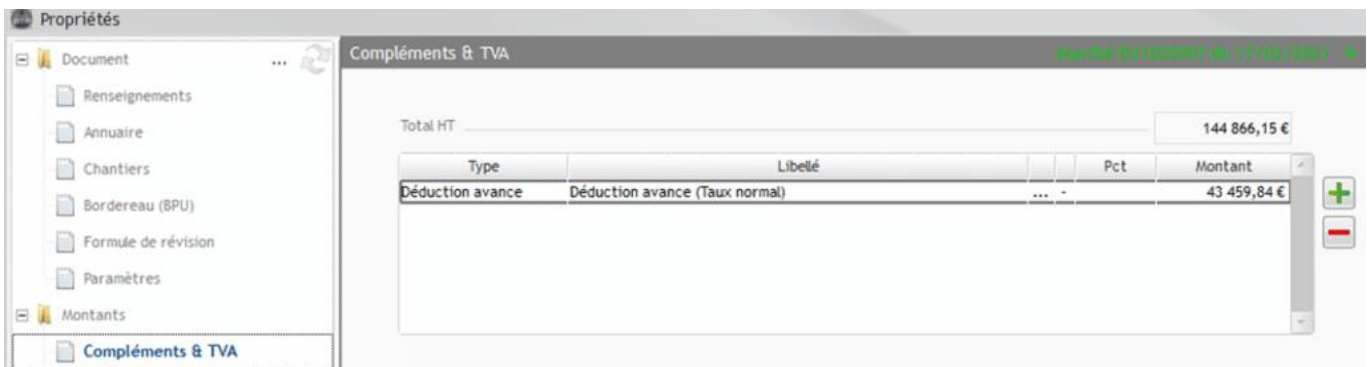 Propriétés
Document ...
Renseignements
Annuaire
Chantiers
Bordereau (BPU)
Formule de révision
Paramètres
Montants
Compléments & TVA
Compléments & TVA
Total HT 144 866,15 €
Type Libellé Pct Montant
Déduction avance Déduction avance (Taux normal) ... - 43 459,84 €